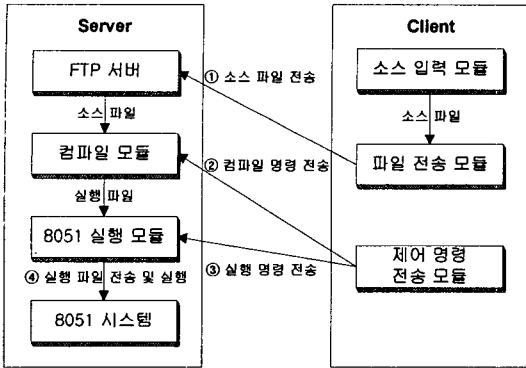 Server
Client
FTP 서버
① 소스 파일 전송
소스 입력 모듈
소스 파일
소스 파일
컴파일 모듈
② 컴파일 명령 전송
파일 전송 모듈
실행 파일
8051 실행 모듈
③ 실행 명령 전송
제어 명령
전송 모듈
④ 실행 파일 전송 및 실행
8051 시스템